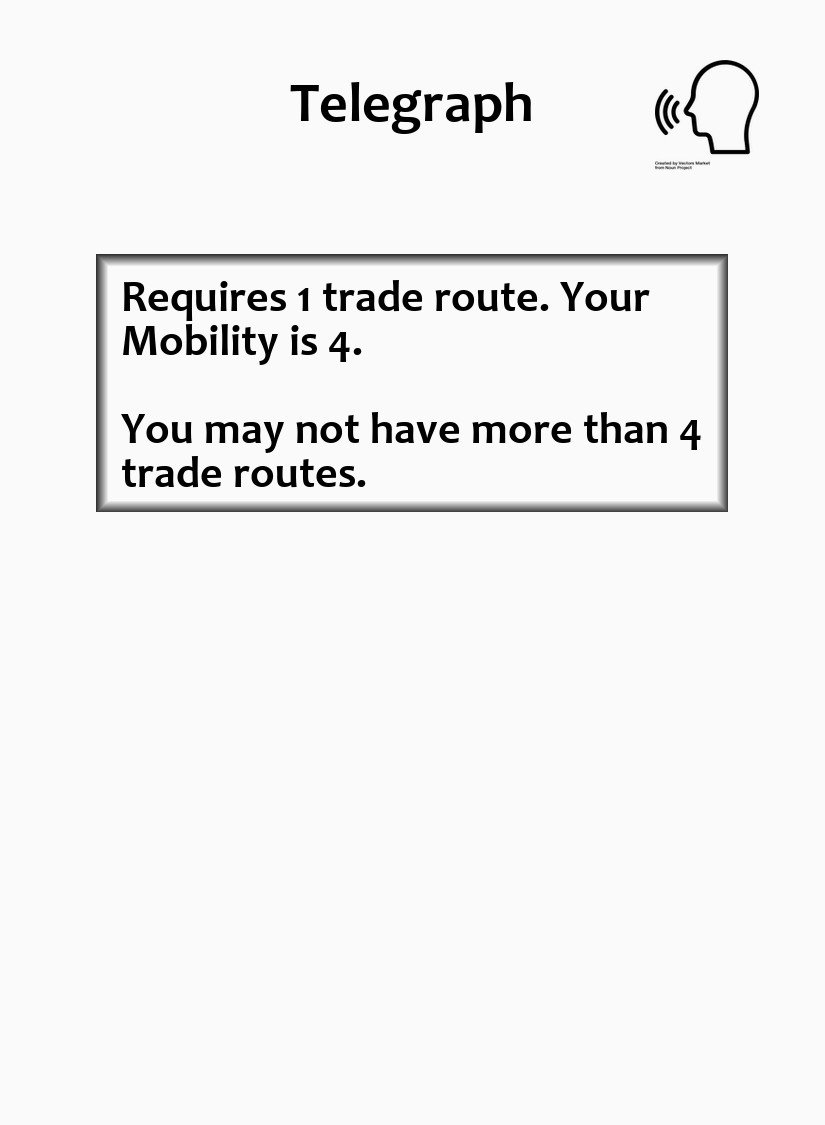 Telegraph
Created by Vectors Market
from Noun Project
Requires 1 trade route. Your
Mobility is 4.
You may not have more than 4
trade routes.